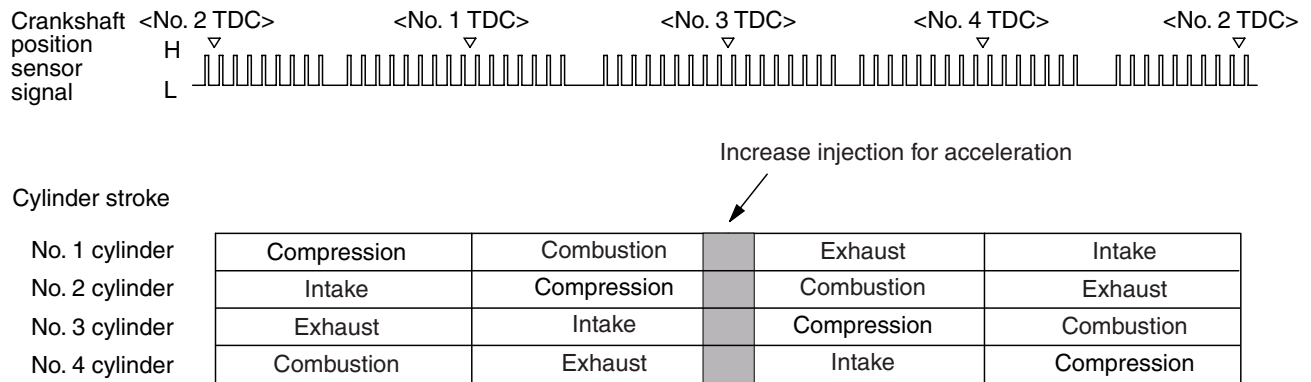 Crankshaft position sensor signal
<No. 2 TDC> <No. 1 TDC> <No. 3 TDC> <No. 4 TDC> <No. 2 TDC>
H
L
Increase injection for acceleration
Cylinder stroke
No. 1 cylinder Compression Combustion Exhaust Intake
No. 2 cylinder Intake Compression Combustion Exhaust
No. 3 cylinder Exhaust Intake Compression Combustion
No. 4 cylinder Combustion Exhaust Intake Compression